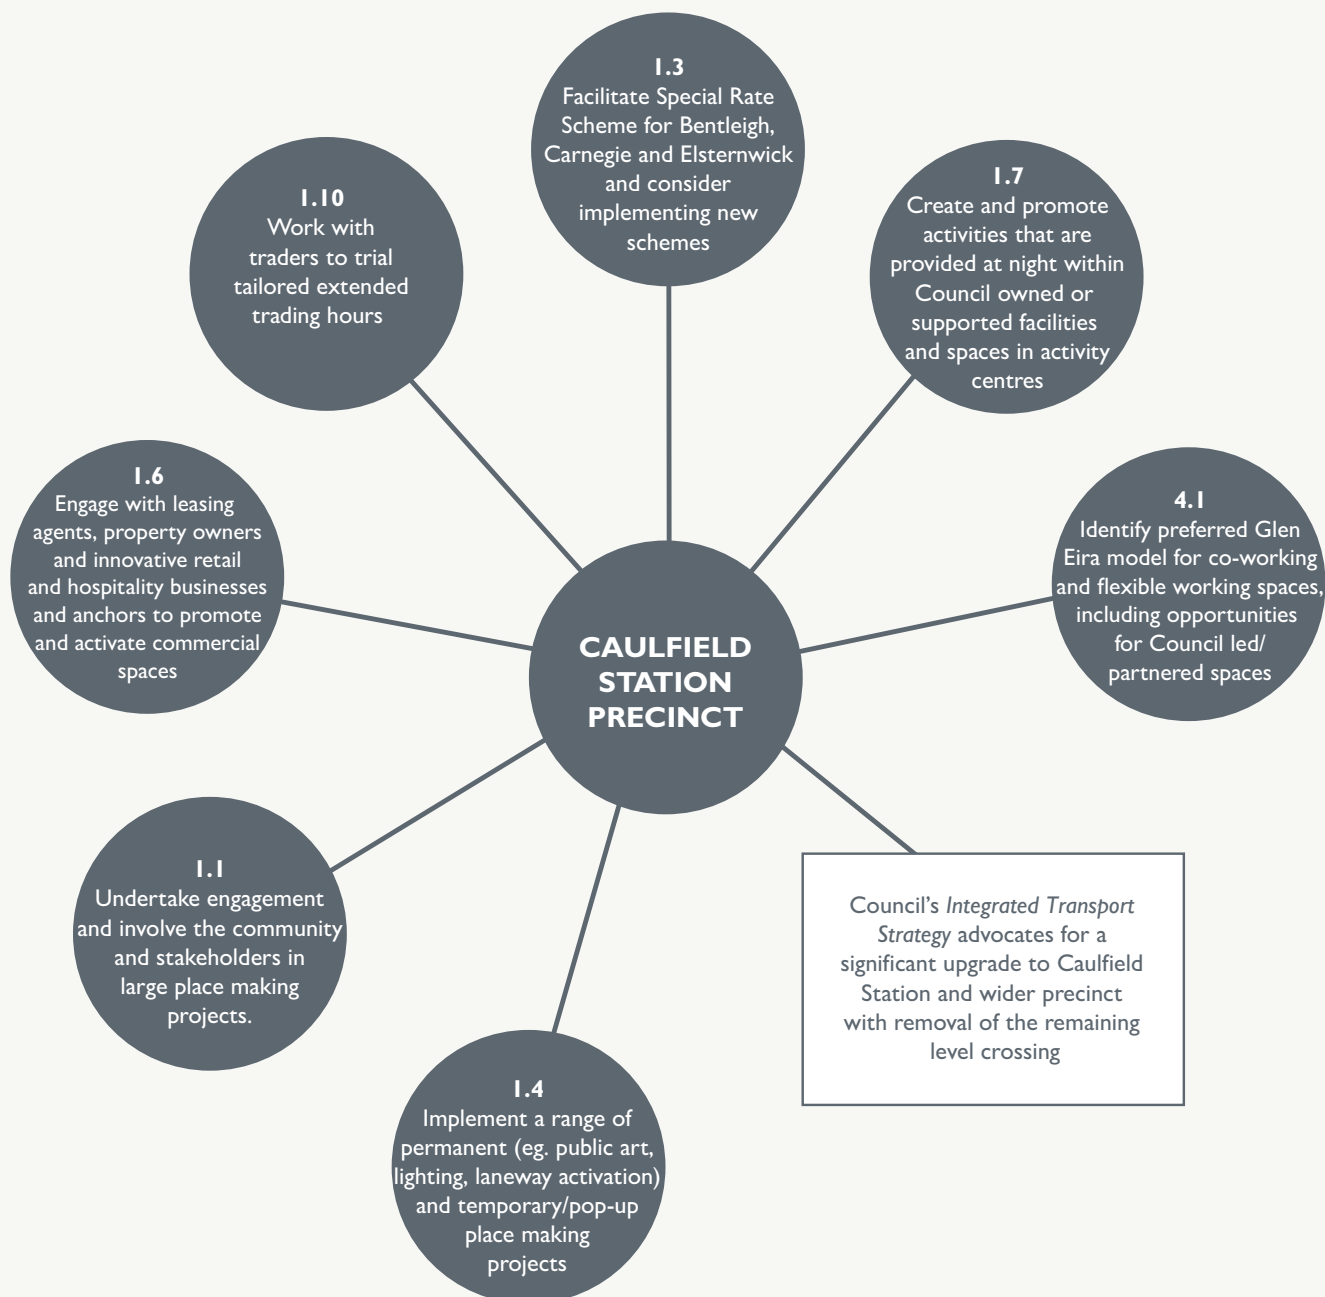 1.3
Facilitate Special Rate
Scheme for Bentleigh,
Carnegie and Elsternwick
and consider
implementing new
schemes
1.10
Work with
traders to trial
tailored extended
trading hours
1.7
Create and promote
activities that are
provided at night within
Council owned or
supported facilities
and spaces in activity
centres
1.6
Engage with leasing
agents, property owners
and innovative retail
and hospitality businesses
and anchors to promote
and activate commercial
spaces
4.1
Identify preferred Glen
Eira model for co-working
and flexible working spaces,
including opportunities
for Council led/
partnered spaces
CAULFIELD
STATION
PRECINCT
1.1
Undertake engagement
and involve the community
and stakeholders in
large place making
projects.
Council's Integrated Transport
Strategy advocates for a
significant upgrade to Caulfield
Station and wider precinct
with removal of the remaining
level crossing
1.4
Implement a range of
permanent (eg. public art,
lighting, laneway activation)
and temporary/pop-up
place making
projects